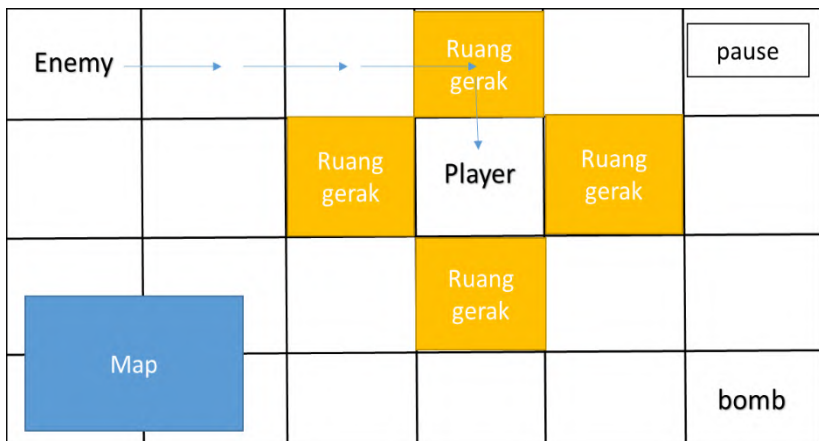 Enemy
Ruang
gerak
pause
Ruang
gerak
Player
Ruang
gerak
Ruang
gerak
Map
bomb